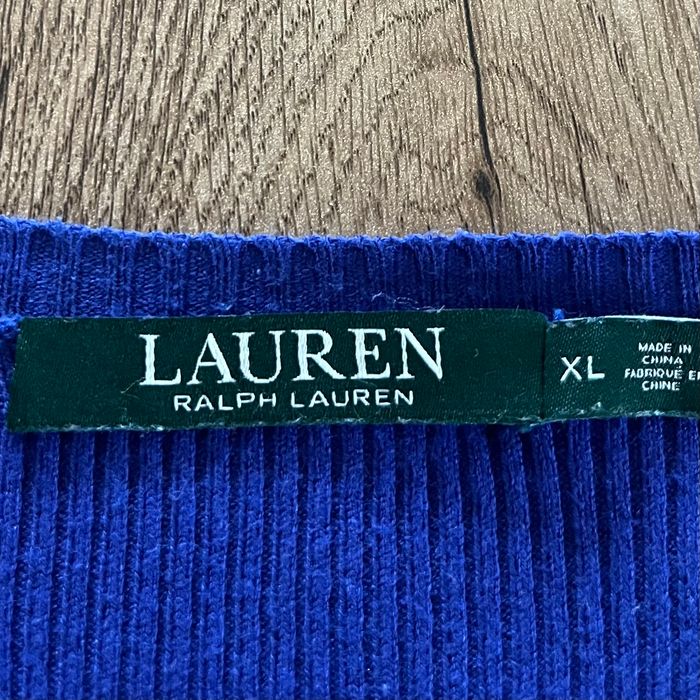 LAUREN
RALPH LAUREN
XL
MADE IN
CHINA
FABRIQUÉ EN
CHINE